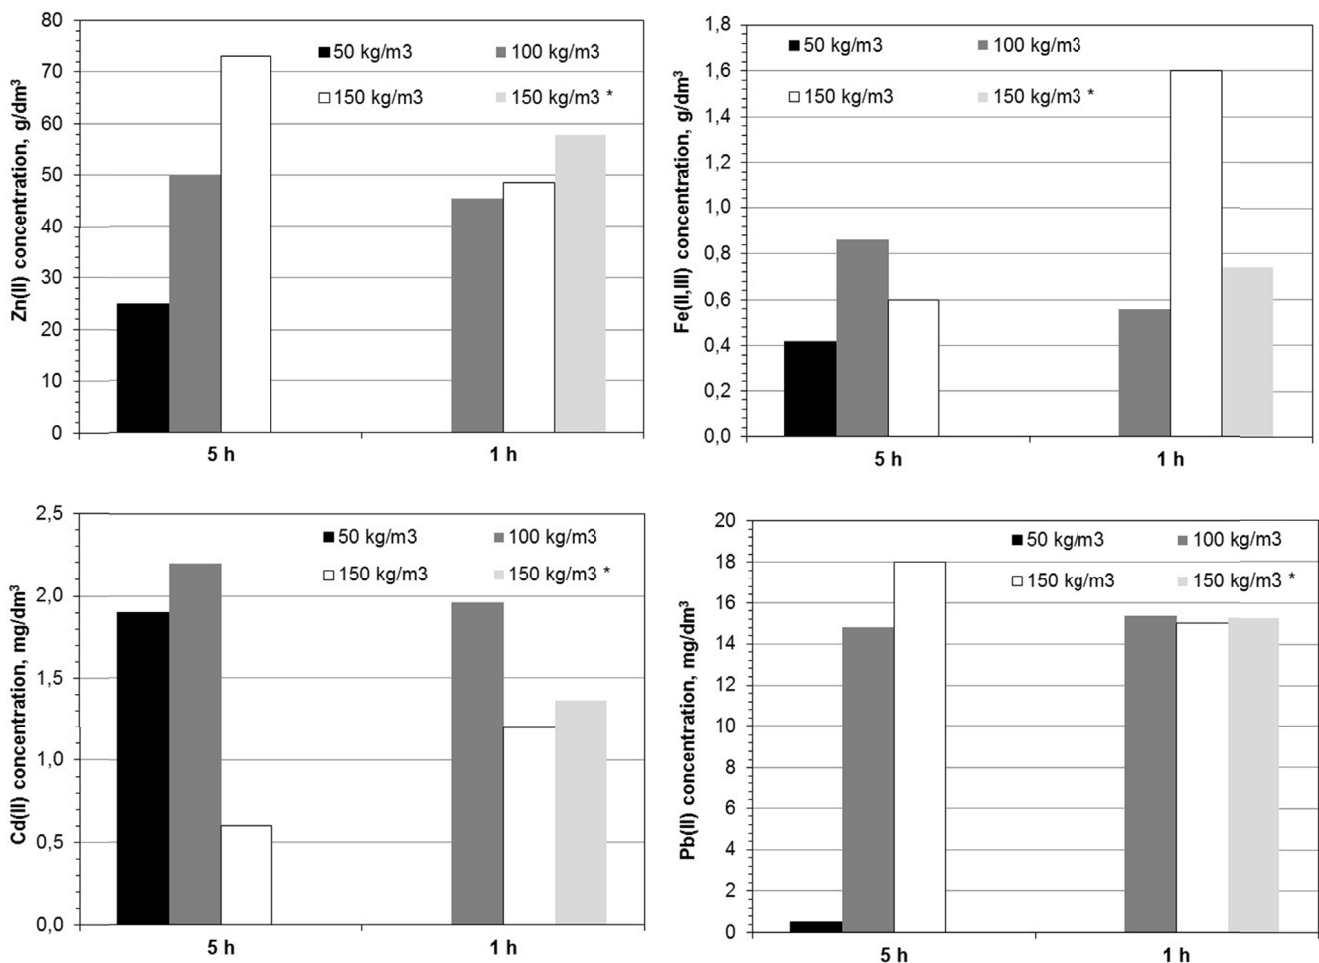 Zn(II) concentration, g/dm³
80
70
60
50
40
30
20
10
0
50 kg/m3
100 kg/m3
150 kg/m3
150 kg/m3 *
5 h
1 h
Fe(II,III) concentration, g/dm³
1,8
1,6
1,4
1,2
1,0
0,8
0,6
0,4
0,2
0,0
50 kg/m3
100 kg/m3
150 kg/m3
150 kg/m3 *
5 h
1 h
Cd(II) concentration, mg/dm³
2,5
2,0
1,5
1,0
0,5
0,0
50 kg/m3
100 kg/m3
150 kg/m3
150 kg/m3 *
5 h
1 h
Pb(II) concentration, mg/dm³
20
18
16
14
12
10
8
6
4
2
0
50 kg/m3
100 kg/m3
150 kg/m3
150 kg/m3 *
5 h
1 h